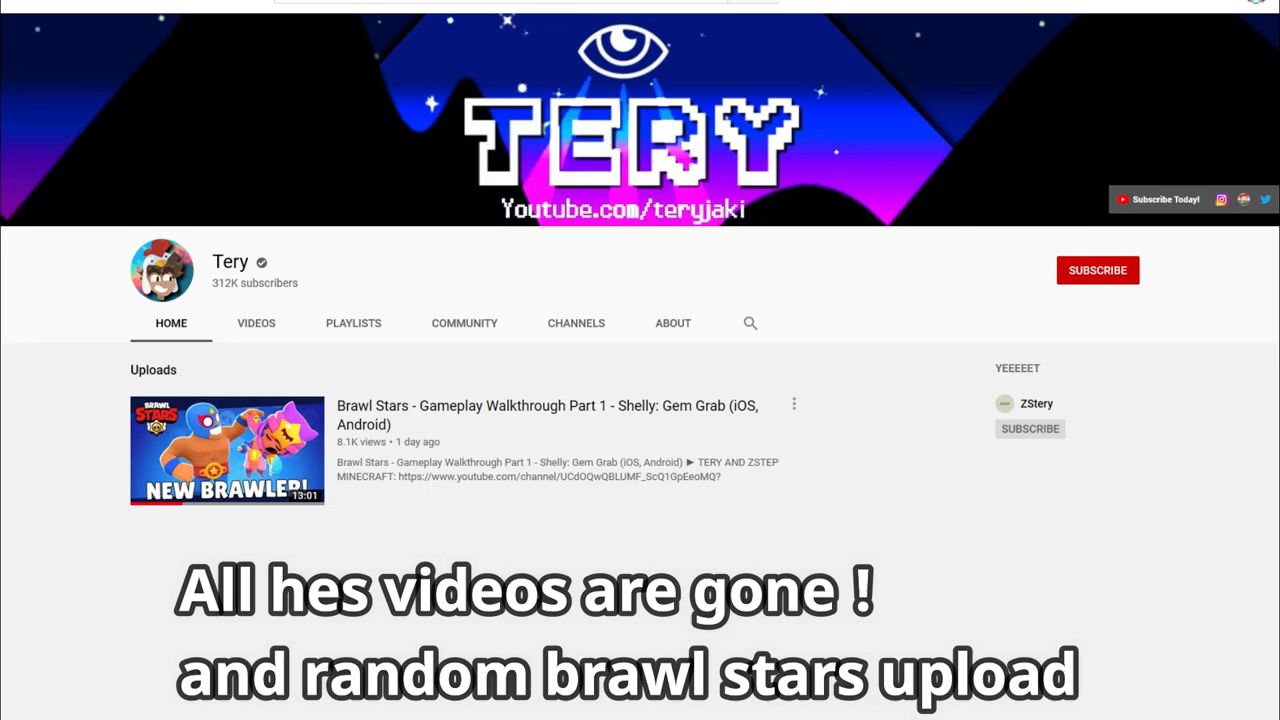 TERY
Youtube.com/teryjaki
Subscribe Today!
Tery
312K subscribers
SUBSCRIBE
HOME VIDEOS PLAYLISTS COMMUNITY CHANNELS ABOUT
Uploads
YEEEEET
BRAWL
STARS
NEW BRAWLER!
13:01
Brawl Stars - Gameplay Walkthrough Part 1 - Shelly: Gem Grab (iOS,
Android)
8.1K views • 1 day ago
Brawl Stars - Gameplay Walkthrough Part 1 - Shelly: Gem Grab (iOS, Android) ► TERY AND ZSTEP
MINECRAFT: https://www.youtube.com/channel/UCdOQwQBLUMF_ScQ1GpEeoMQ?
ZStery
SUBSCRIBE
All hes videos are gone !
and random brawl stars upload